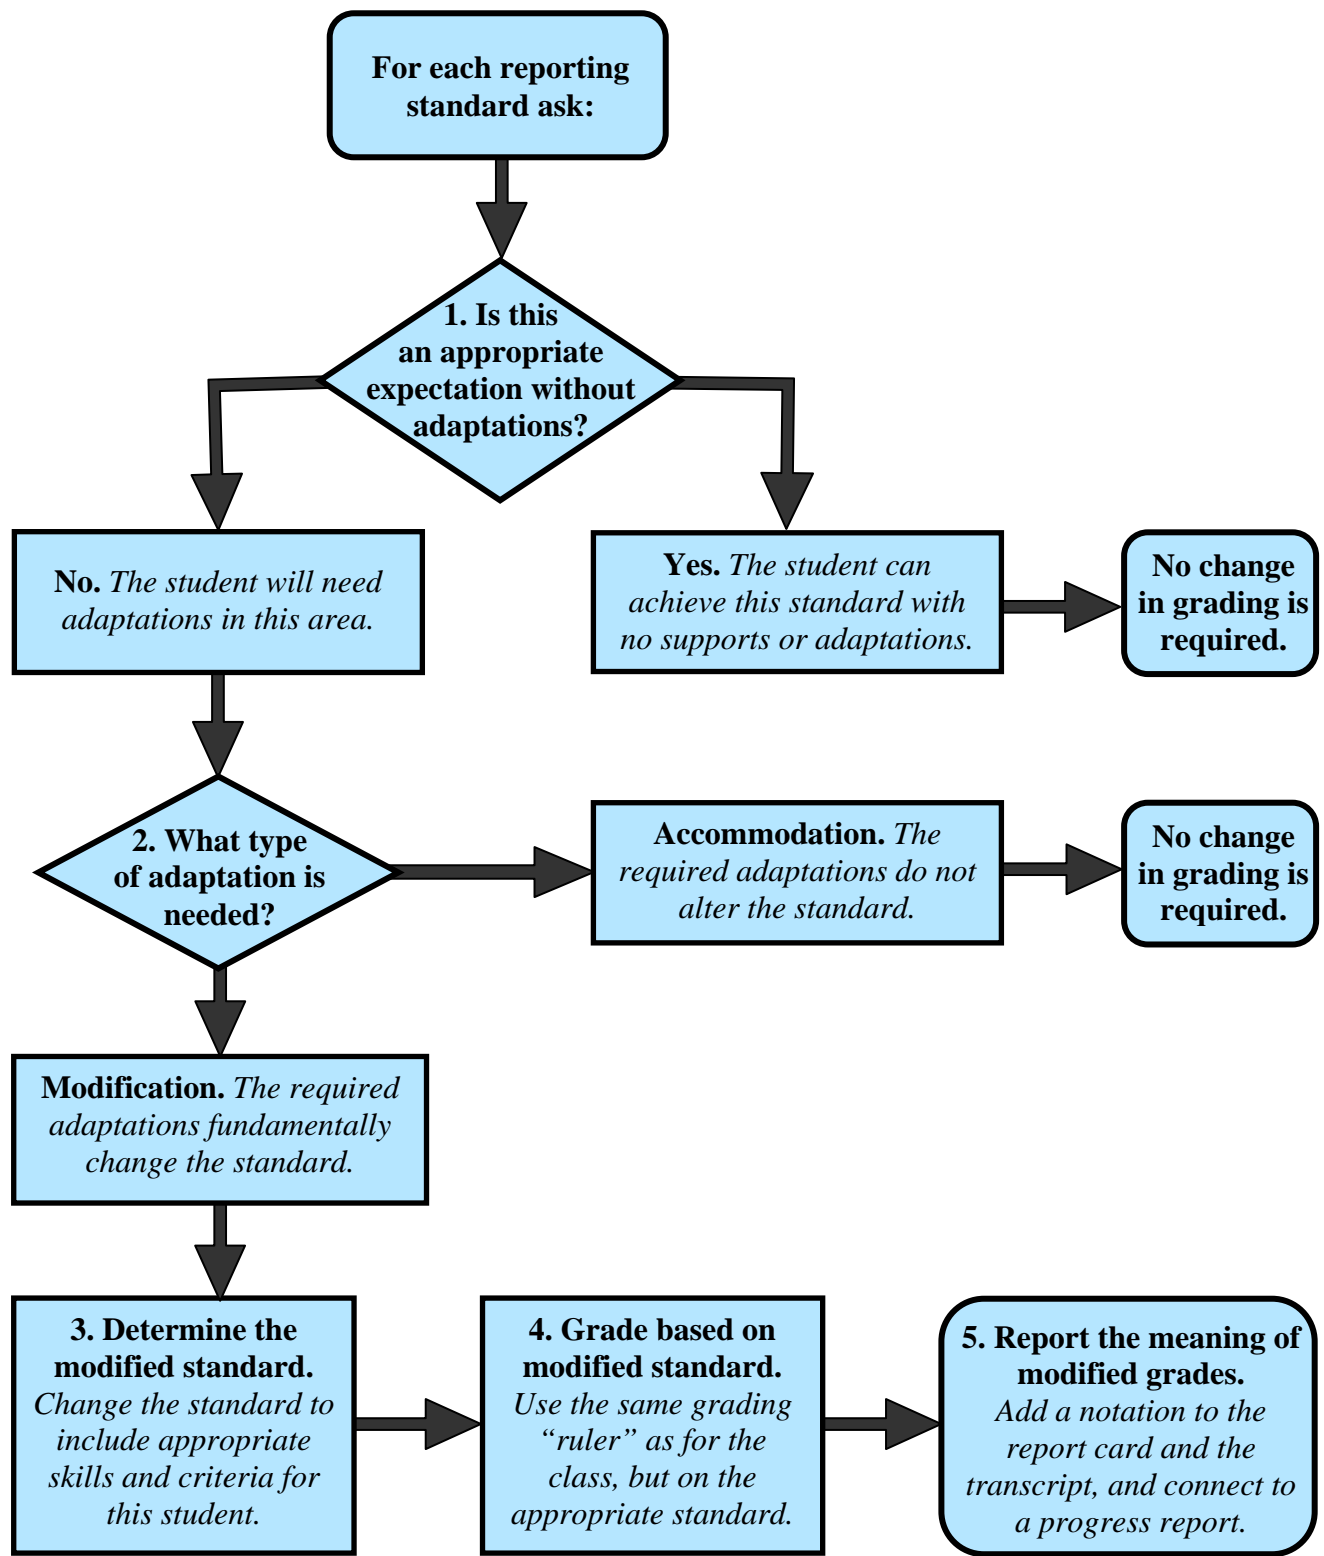 For each reporting
standard ask:
1. Is this
an appropriate
expectation without
adaptations?
No. The student will need
adaptations in this area.
Yes. The student can
achieve this standard with
no supports or adaptations.
No change
in grading is
required.
2. What type
of adaptation is
needed?
Accommodation. The
required adaptations do not
alter the standard.
No change
in grading is
required.
Modification. The required
adaptations fundamentally
change the standard.
3. Determine the
modified standard.
Change the standard to
include appropriate
skills and criteria for
this student.
4. Grade based on
modified standard.
Use the same grading
“ruler” as for the
class, but on the
appropriate standard.
5. Report the meaning of
modified grades.
Add a notation to the
report card and the
transcript, and connect to
a progress report.